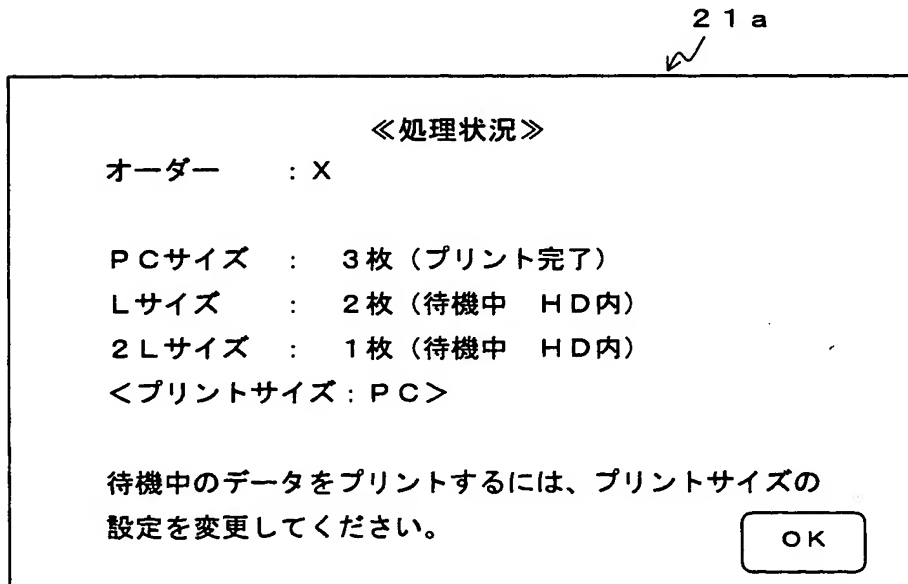 ２１a
≪処理状況≫
オーダー　　：X
ＰＣサイズ　：　３枚（プリント完了）
Ｌサイズ　　：　２枚（待機中　ＨＤ内）
２Ｌサイズ　：　１枚（待機中　ＨＤ内）
＜プリントサイズ：ＰＣ＞
待機中のデータをプリントするには、プリントサイズの
設定を変更してください。
ＯＫ